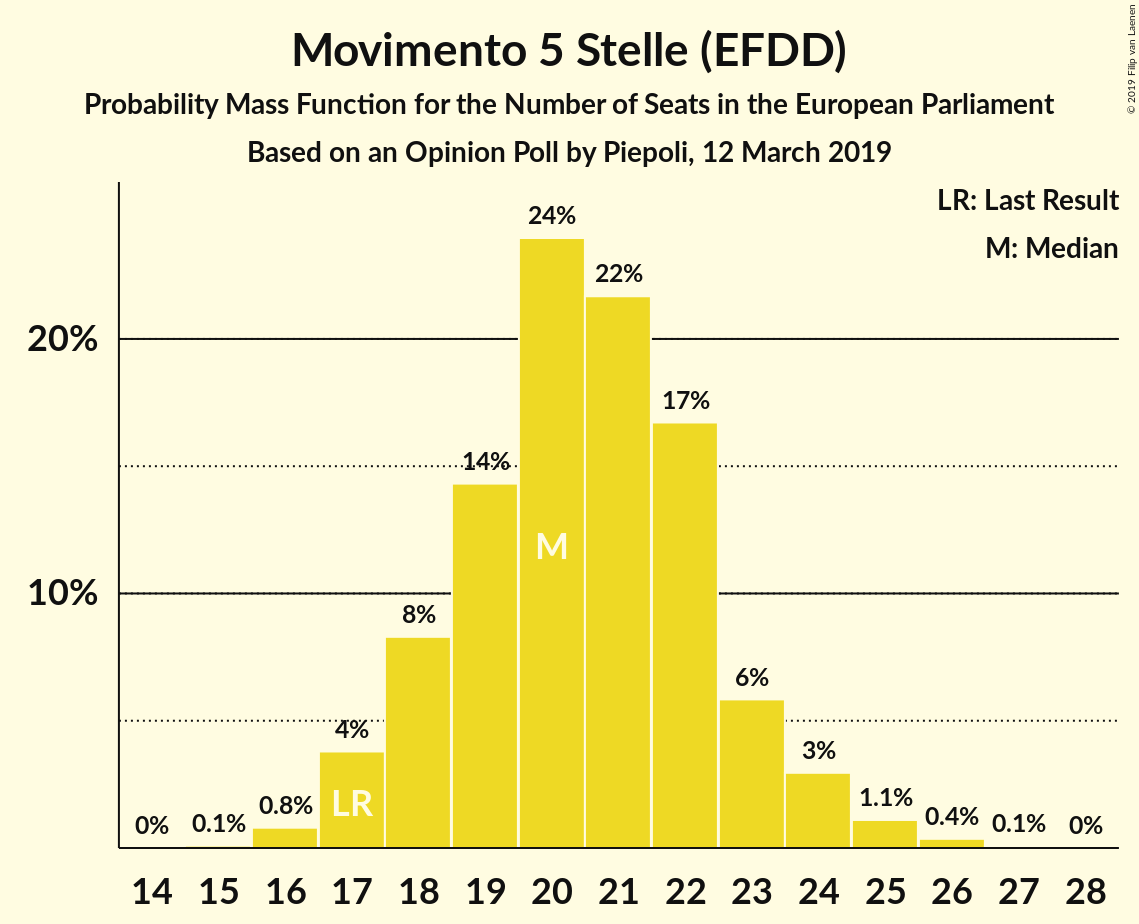 Movimento 5 Stelle (EFDD)
Probability Mass Function for the Number of Seats in the European Parliament
Based on an Opinion Poll by Piepoli, 12 March 2019
© 2019 Filip van Laenen
LR: Last Result
M: Median
24%
22%
20%
17%
14%
M
10%
8%
6%
4%
3%
LR
0% 0.1% 0.8% 1.1% 0.4% 0.1% 0%
14 15 16 17 18 19 20 21 22 23 24 25 26 27 28